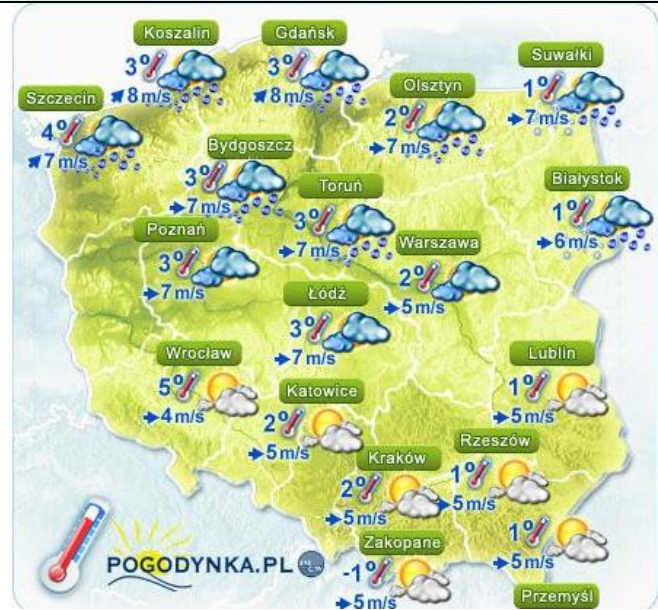 Koszalin
3°
8 m/s
Gdańsk
3°
8 m/s
Suwałki
1°
7 m/s
Szczecin
4°
7 m/s
Olsztyn
2°
7 m/s
Bydgoszcz
3°
7 m/s
Toruń
3°
7 m/s
Białystok
1°
6 m/s
Poznań
3°
7 m/s
Warszawa
2°
5 m/s
Łódź
3°
7 m/s
Wrocław
5°
4 m/s
Katowice
2°
5 m/s
Lublin
1°
5 m/s
Kraków
2°
5 m/s
Rzeszów
1°
5 m/s
Zakopane
-1°
5 m/s
1°
5 m/s
Przemyśl
POGODYNKA.PL